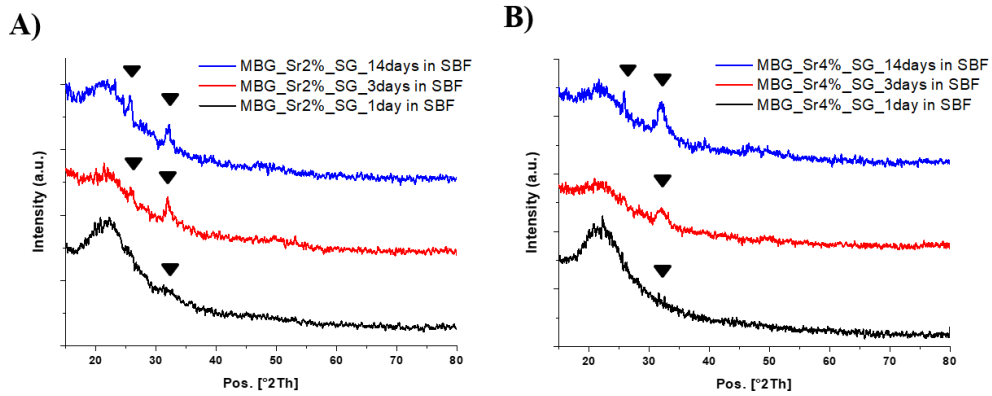 A)
MBG_Sr2%_SG_14days in SBF
MBG_Sr2%_SG_3days in SBF
MBG_Sr2%_SG_1day in SBF
Intensity (a.u.)
20 30 40 50 60 70 80
Pos. [°2Th]
B)
MBG_Sr4%_SG_14days in SBF
MBG_Sr4%_SG_3days in SBF
MBG_Sr4%_SG_1day in SBF
Intensity (a.u.)
20 30 40 50 60 70 80
Pos. [°2Th]